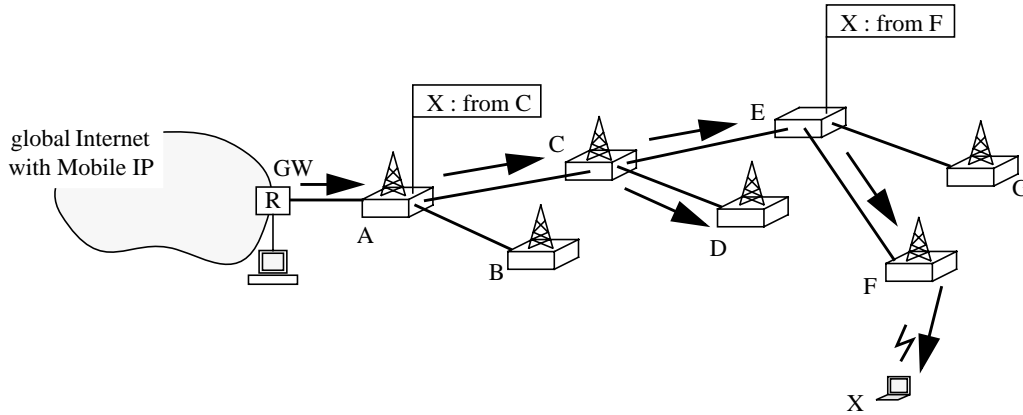 X : from F
X : from C
E
C
global Internet
with Mobile IP
GW
R
A
B
D
G
F
X